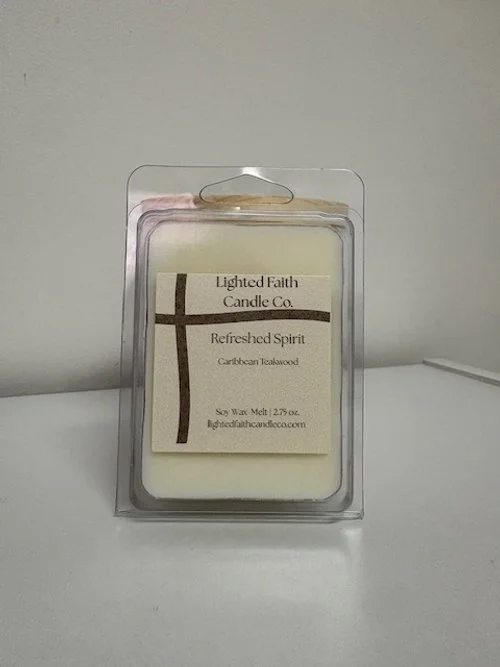 Lighted Faith
Candle Co.
Refreshed Spirit
Caribbean Teakwood
Soy Wax Melt | 2.75 oz.
lightedfaithcandleco.com